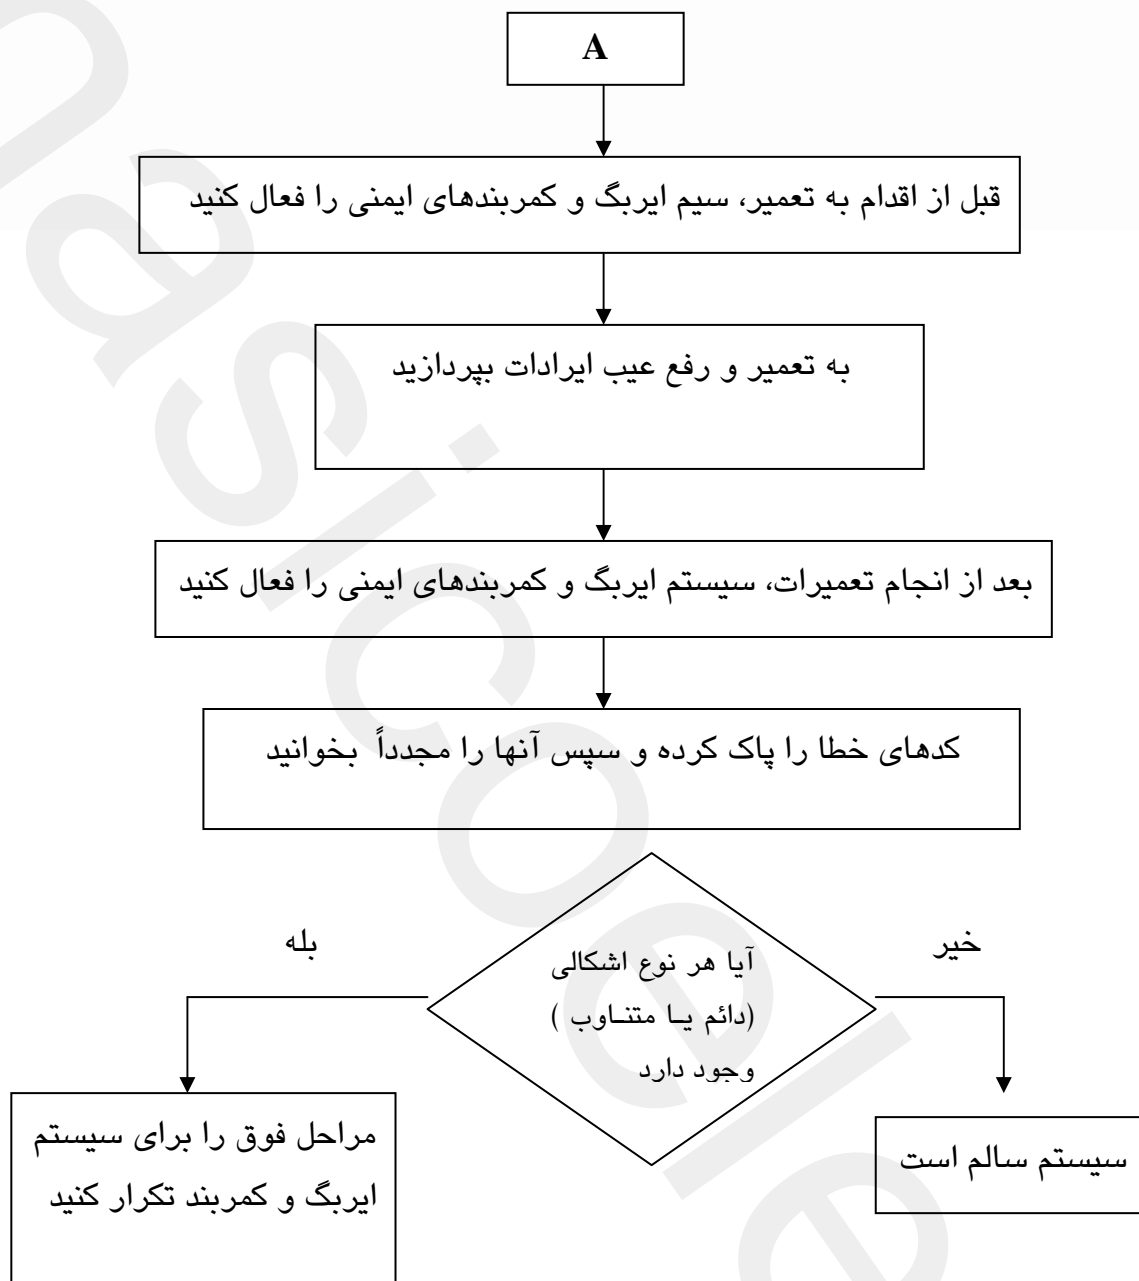 A
قبل از اقدام به تعمیر، سیم ایربگ و کمربندهای ایمنی را فعال کنید
به تعمیر و رفع عیب ایرادات بپردازید
بعد از انجام تعمیرات، سیستم ایربگ و کمربندهای ایمنی را فعال کنید
کدهای خطا را پاک کرده و سپس آنها را مجدداً بخوانید
خیر
بله
آیا هر نوع اشکالی
(دائم یـا متنـاوب )
وجود دارد
سیستم سالم است
مراحل فوق را برای سیستم
ایربگ و کمربند تکرار کنید